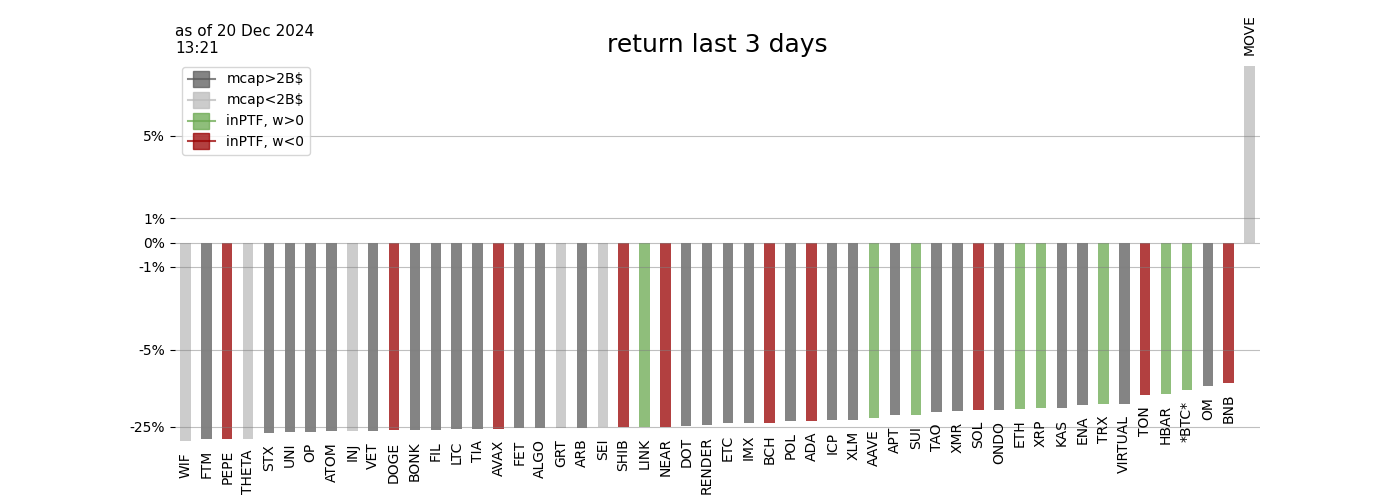 as of 20 Dec 2024
13:21
return last 3 days
mcap>2B$
mcap<2B$
inPTF, w>0
inPTF, w<0
5%
1%
0%
-1%
-5%
-25%
WIF
FTM
PEPE
THETA
STX
UNI
OP
ATOM
INJ
VET
DOGE
BONK
FIL
LTC
TIA
AVAX
FET
ALGO
GRT
ARB
SEI
SHIB
LINK
NEAR
DOT
RENDER
ETC
IMX
BCH
POL
ADA
ICP
XLM
AAVE
APT
SUI
TAO
XMR
SOL
ONDO
ETH
XRP
KAS
ENA
TRX
VIRTUAL
TON
HBAR
*BTC*
OM
BNB
MOVE